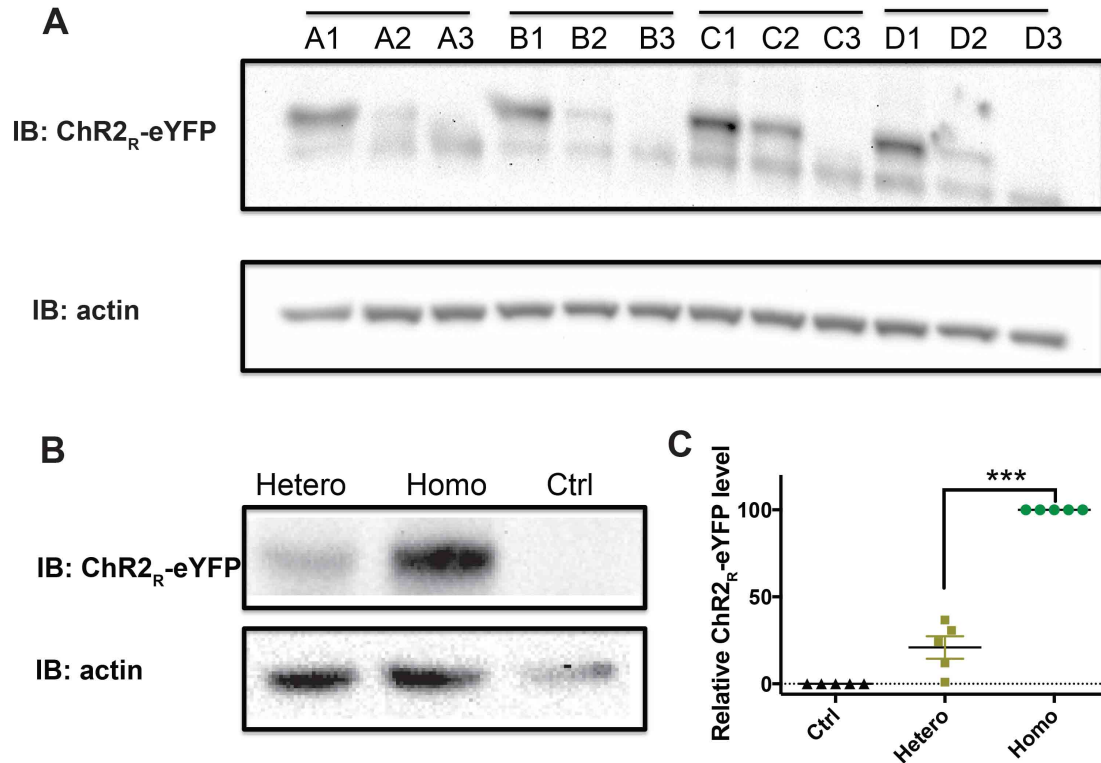 A
A1 A2 A3 B1 B2 B3 C1 C2 C3 D1 D2 D3
IB: ChR2R-eYFP
IB: actin
B
Hetero Homo Ctrl
IB: ChR2R-eYFP
IB: actin
C
Relative ChR2R-eYFP level
***
100
50
0
Ctrl Hetero Homo